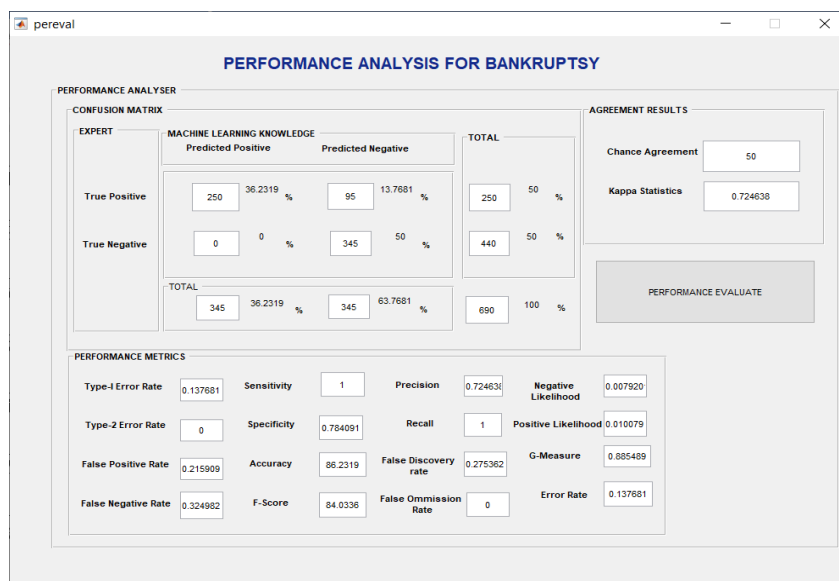 pereval
PERFORMANCE ANALYSIS FOR BANKRUPTSY
PERFORMANCE ANALYSER
CONFUSION MATRIX
AGREEMENT RESULTS
EXPERT
MACHINE LEARNING KNOWLEDGE
TOTAL
Predicted Positive Predicted Negative
Chance Agreement 50
True Positive 250 36.2319 % 95 13.7681 % 250 50 %
Kappa Statistics 0.724638
True Negative 0 0 % 345 50 % 440 50 %
TOTAL
345 36.2319 % 345 63.7681 % 690 100 %
PERFORMANCE EVALUATE
PERFORMANCE METRICS
Type-I Error Rate 0.137681 Sensitivity 1 Precision 0.724638 Negative
Likelihood 0.007920
Type-2 Error Rate 0 Specificity 0.784091 Recall 1 Positive Likelihood 0.010079
False Positive Rate 0.215909 Accuracy 86.2319 False Discovery
rate 0.275362 G-Measure 0.885489
False Negative Rate 0.324982 F-Score 84.0336 False Ommission
Rate 0 Error Rate 0.137681